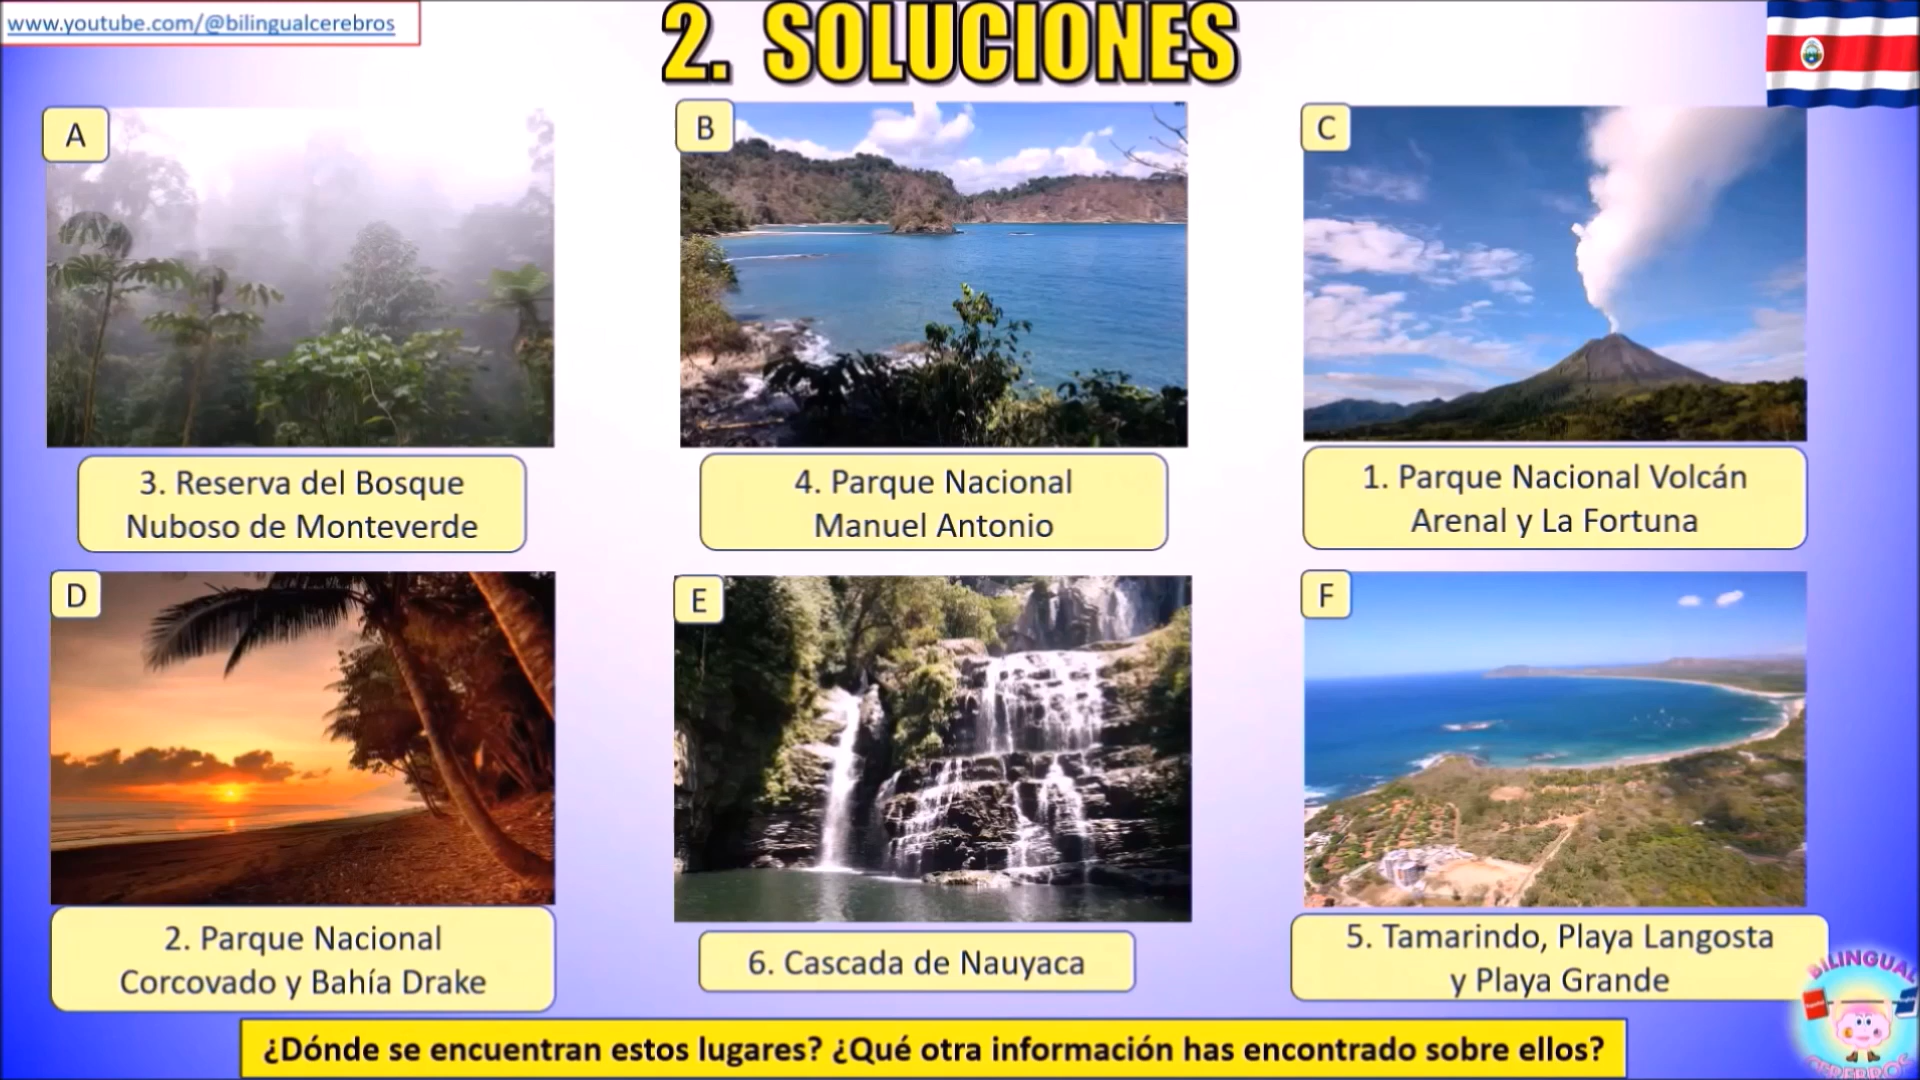 www.youtube.com/@bilingualcerebros
2. SOLUCIONES
A
B
C
3. Reserva del Bosque
Nuboso de Monteverde
4. Parque Nacional
Manuel Antonio
1. Parque Nacional Volcán
Arenal y La Fortuna
D
E
F
2. Parque Nacional
Corcovado y Bahía Drake
6. Cascada de Nauyaca
5. Tamarindo, Playa Langosta
y Playa Grande
BILINGUAL
CEREBROS
¿Dónde se encuentran estos lugares? ¿Qué otra información has encontrado sobre ellos?